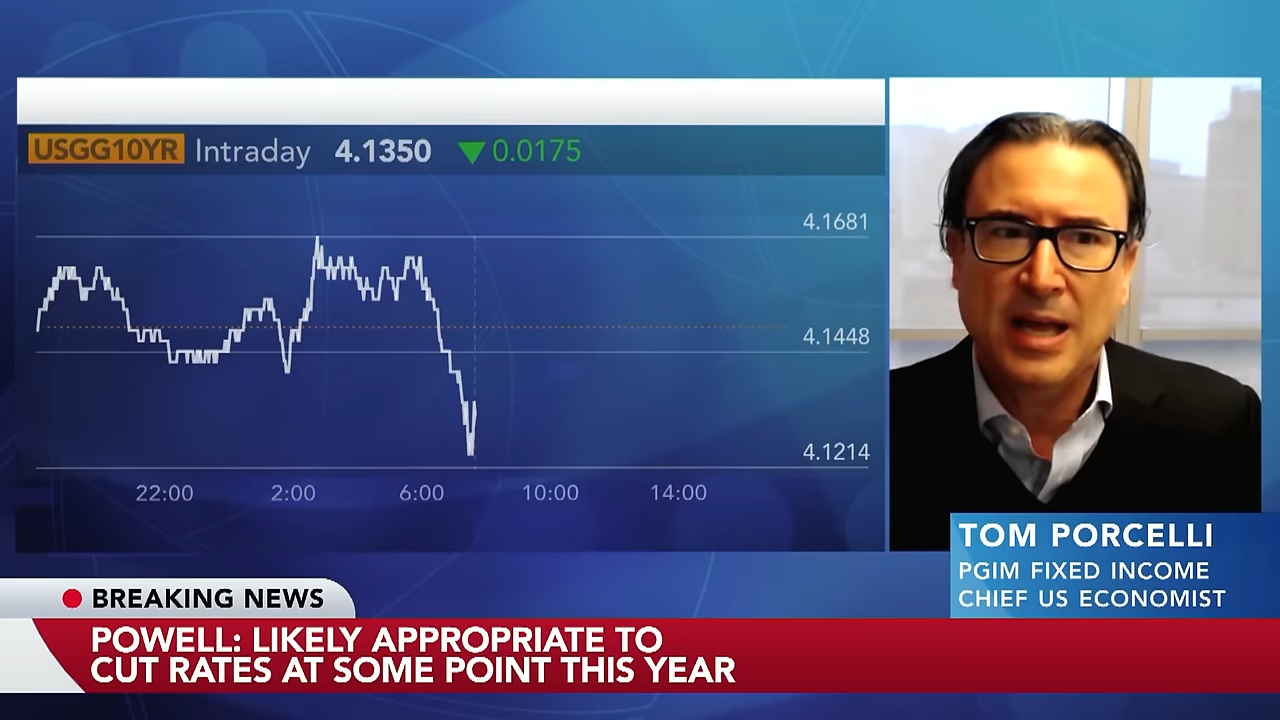 USGG10YR Intraday 4.1350 ▼0.0175
4.1681
4.1448
4.1214
22:00 2:00 6:00 10:00 14:00
TOM PORCELLI
PGIM FIXED INCOME
CHIEF US ECONOMIST
BREAKING NEWS
POWELL: LIKELY APPROPRIATE TO
CUT RATES AT SOME POINT THIS YEAR